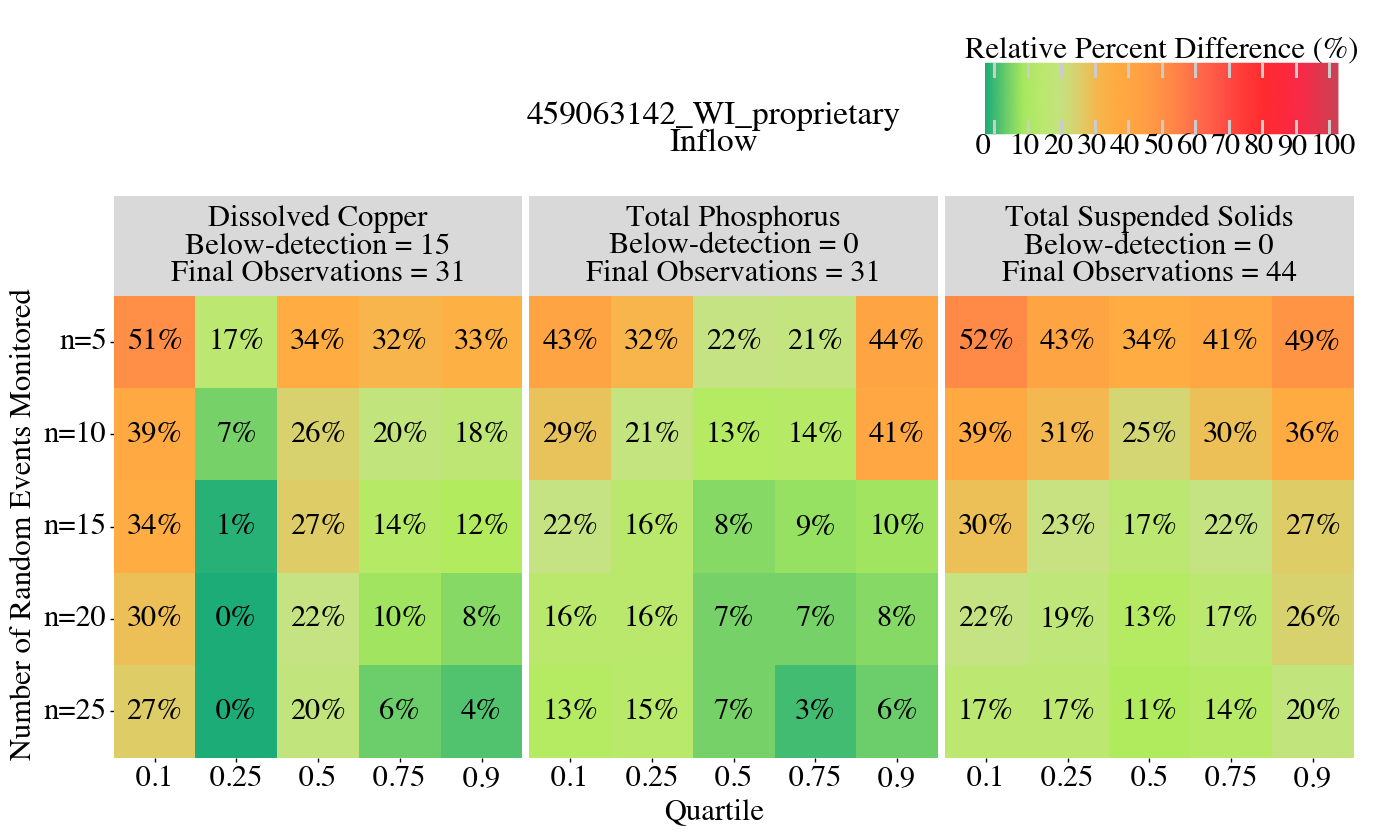 Relative Percent Difference (%)
0 10 20 30 40 50 60 70 80 90 100
459063142_WI_proprietary
Inflow
Dissolved Copper
Below-detection = 15
Final Observations = 31
Total Phosphorus
Below-detection = 0
Final Observations = 31
Total Suspended Solids
Below-detection = 0
Final Observations = 44
Number of Random Events Monitored
n=5 51% 17% 34% 32% 33% 43% 32% 22% 21% 44% 52% 43% 34% 41% 49%
n=10 39% 7% 26% 20% 18% 29% 21% 13% 14% 41% 39% 31% 25% 30% 36%
n=15 34% 1% 27% 14% 12% 22% 16% 8% 9% 10% 30% 23% 17% 22% 27%
n=20 30% 0% 22% 10% 8% 16% 16% 7% 7% 8% 22% 19% 13% 17% 26%
n=25 27% 0% 20% 6% 4% 13% 15% 7% 3% 6% 17% 17% 11% 14% 20%
0.1 0.25 0.5 0.75 0.9 0.1 0.25 0.5 0.75 0.9 0.1 0.25 0.5 0.75 0.9
Quartile